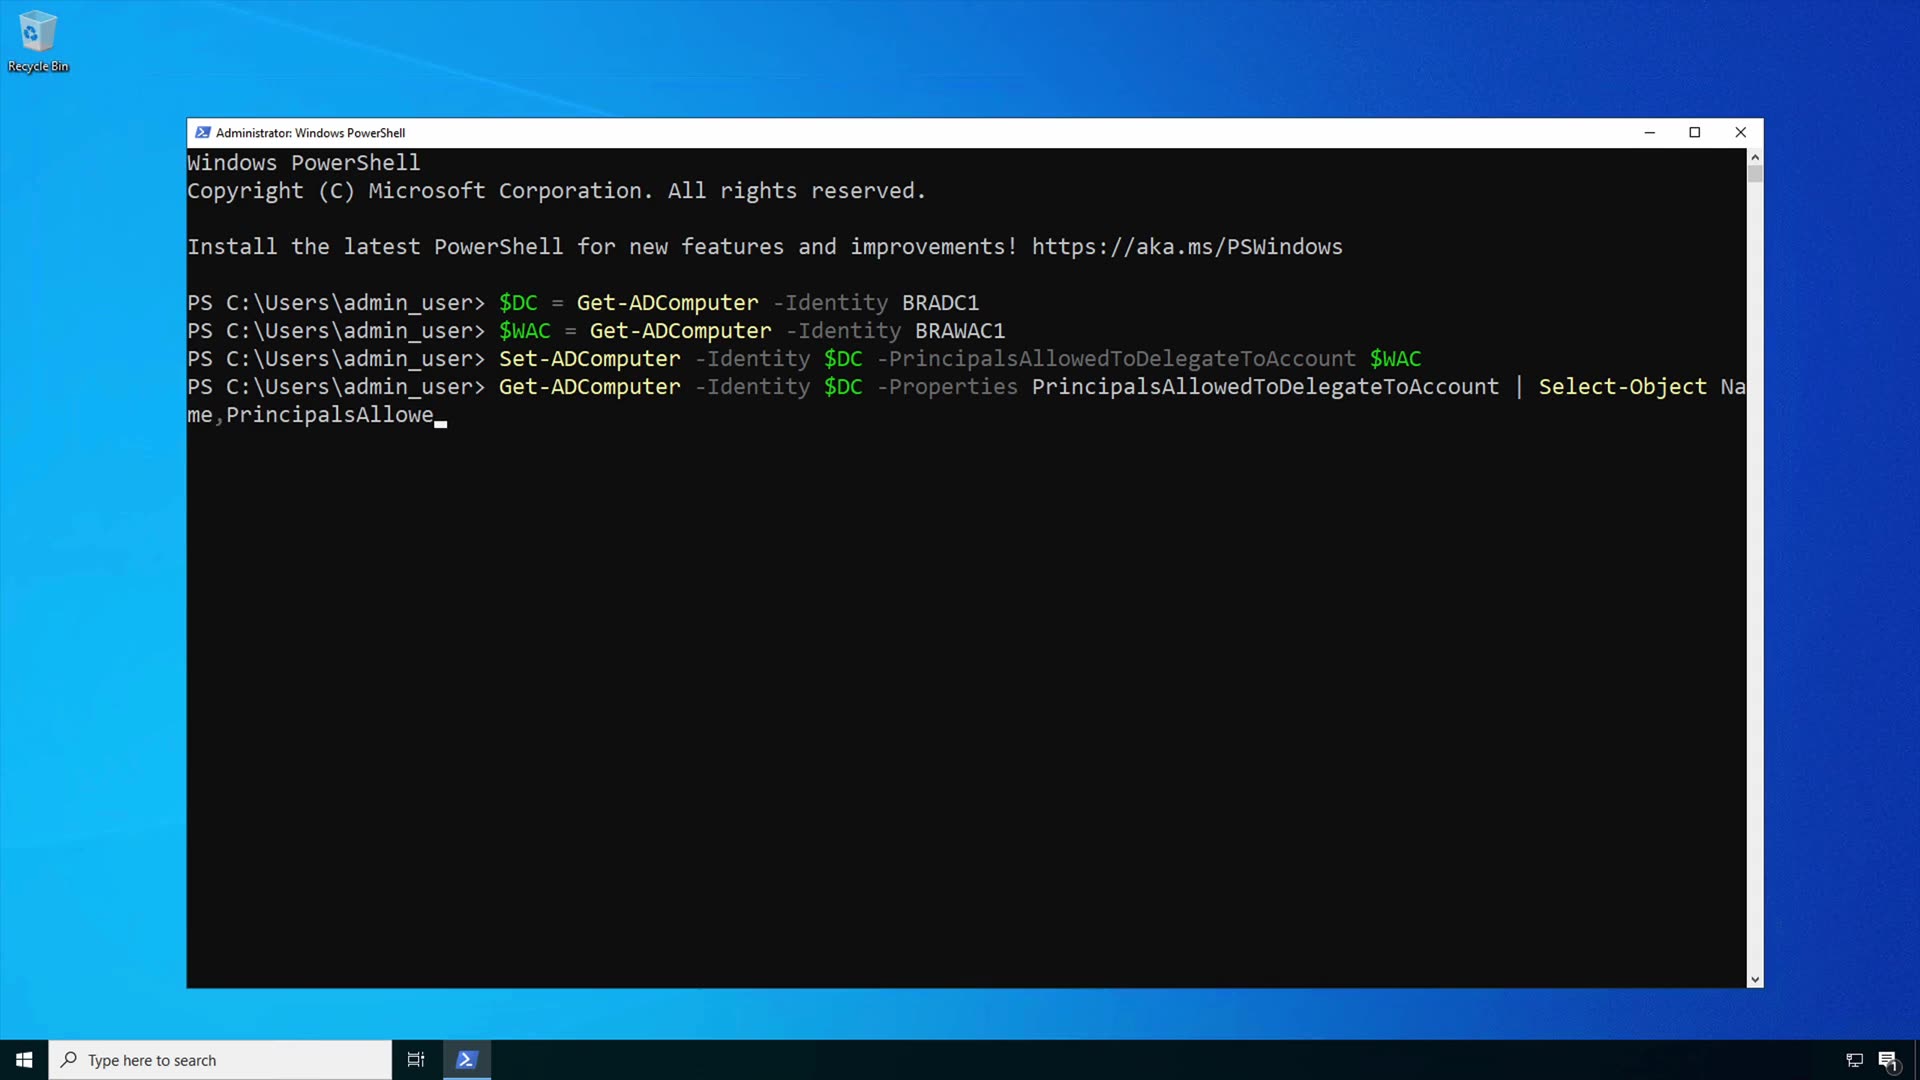 Recycle Bin
Administrator: Windows PowerShell
Windows PowerShell
Copyright (C) Microsoft Corporation. All rights reserved.
Install the latest PowerShell for new features and improvements! https://aka.ms/PSWindows
PS C:\Users\admin_user> $DC = Get-ADComputer -Identity BRADC1
PS C:\Users\admin_user> $WAC = Get-ADComputer -Identity BRAWAC1
PS C:\Users\admin_user> Set-ADComputer -Identity $DC -PrincipalsAllowedToDelegateToAccount $WAC
PS C:\Users\admin_user> Get-ADComputer -Identity $DC -Properties PrincipalsAllowedToDelegateToAccount | Select-Object Na
me,PrincipalsAllowe
Type here to search
1